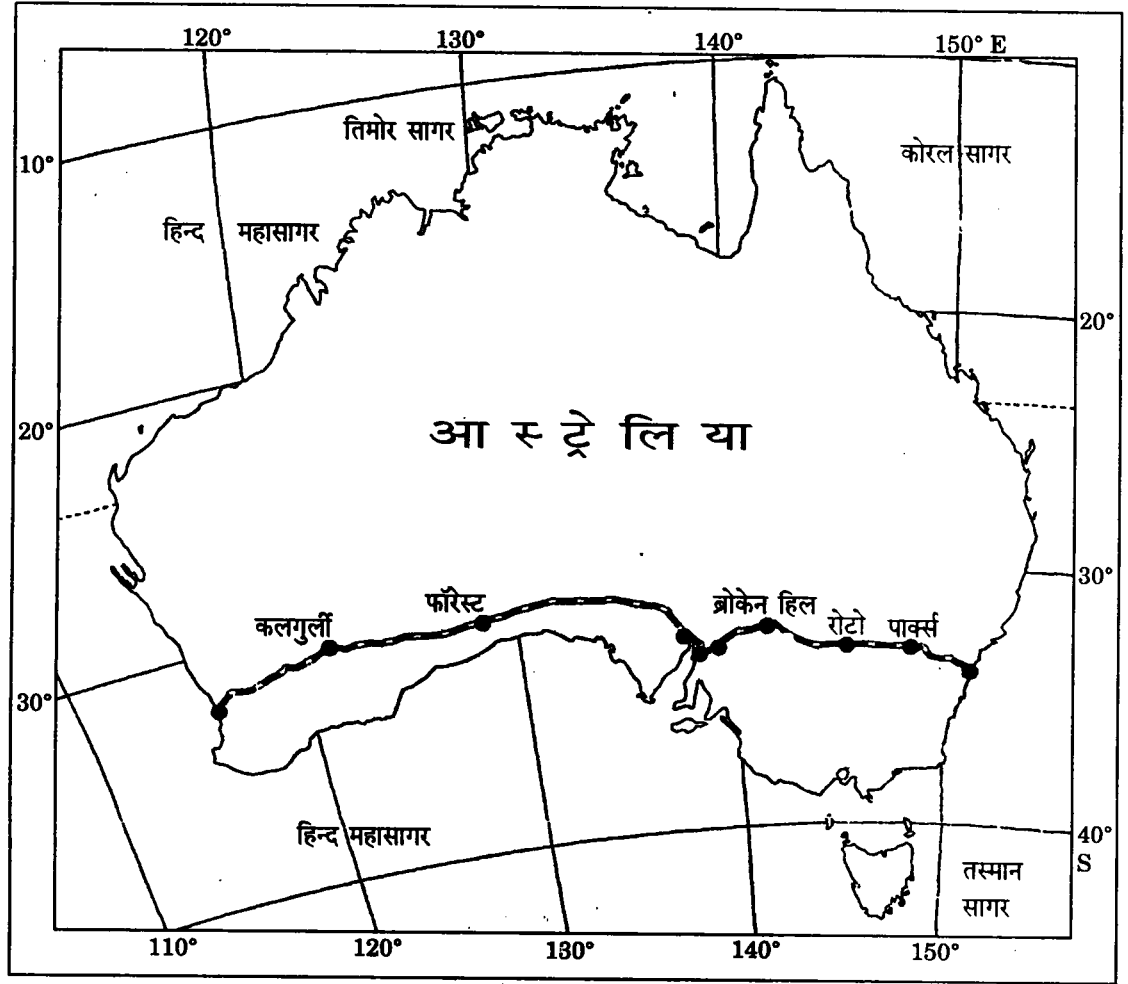 120° 130° 140° 150° E
तिमोर सागर
कोरल सागर
10°
हिन्द महासागर
20°
20°
आ स्ट्रे लि या
30°
ब्रोकेन हिल
फॉरेस्ट
रोटो पार्क्स
कलगुर्ली
30°
हिन्द महासागर
40°
S
तस्मान
सागर
110° 120° 130° 140° 150°